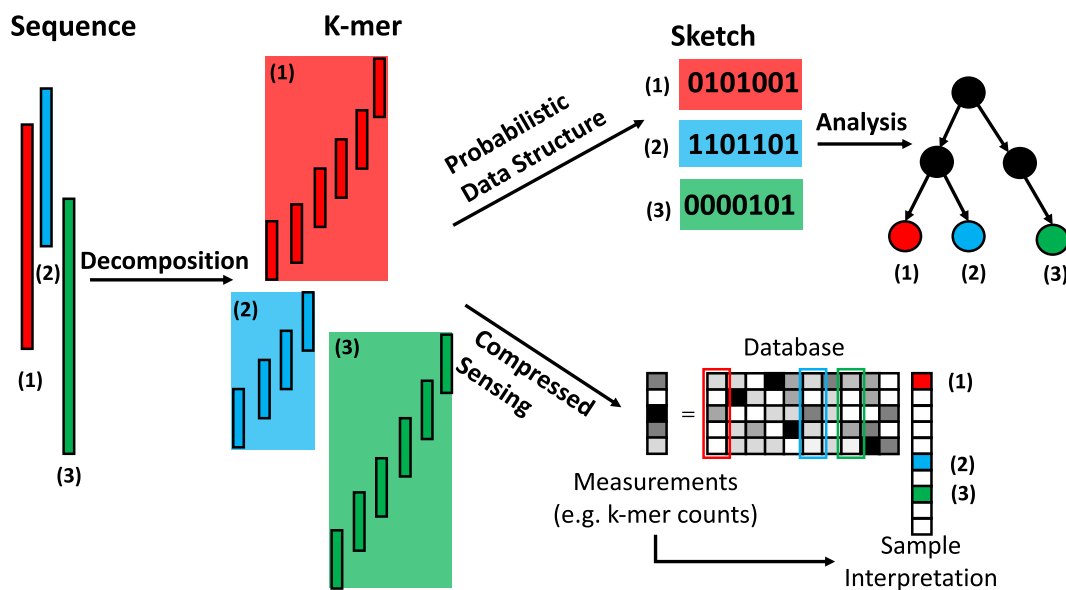 Sequence
K-mer
Sketch
(1)
(2)
(3)
Decomposition
(1)
(2)
(3)
Probabilistic
Data Structure
(1)
0101001
(2)
1101101
(3)
0000101
Analysis
(1)
(2)
(3)
Compressed
Sensing
Database
=
(1)
(2)
(3)
Measurements
(e.g. k-mer counts)
Sample
Interpretation